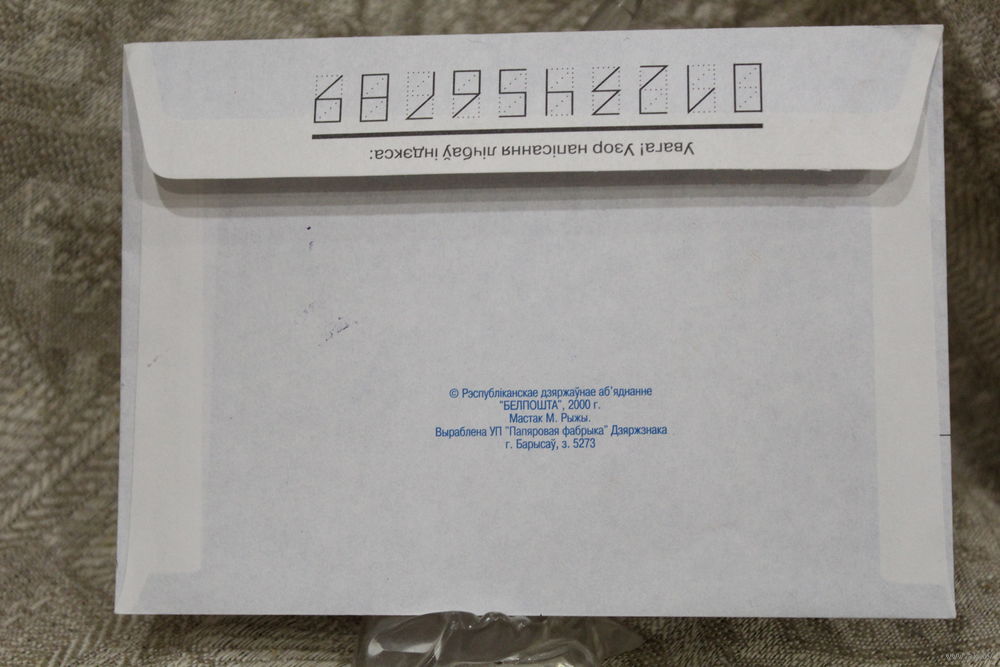 Увага! Узор напісання лічбаў індэкса:
0123456789
© Рэспубліканскае дзяржаўнае аб'яднанне
"БЕЛПОШТА", 2000 г.
Мастак М. Рыжы.
Выраблена УП "Папяровая фабрыка" Дзяржзнака
г. Барысаў, з. 5273